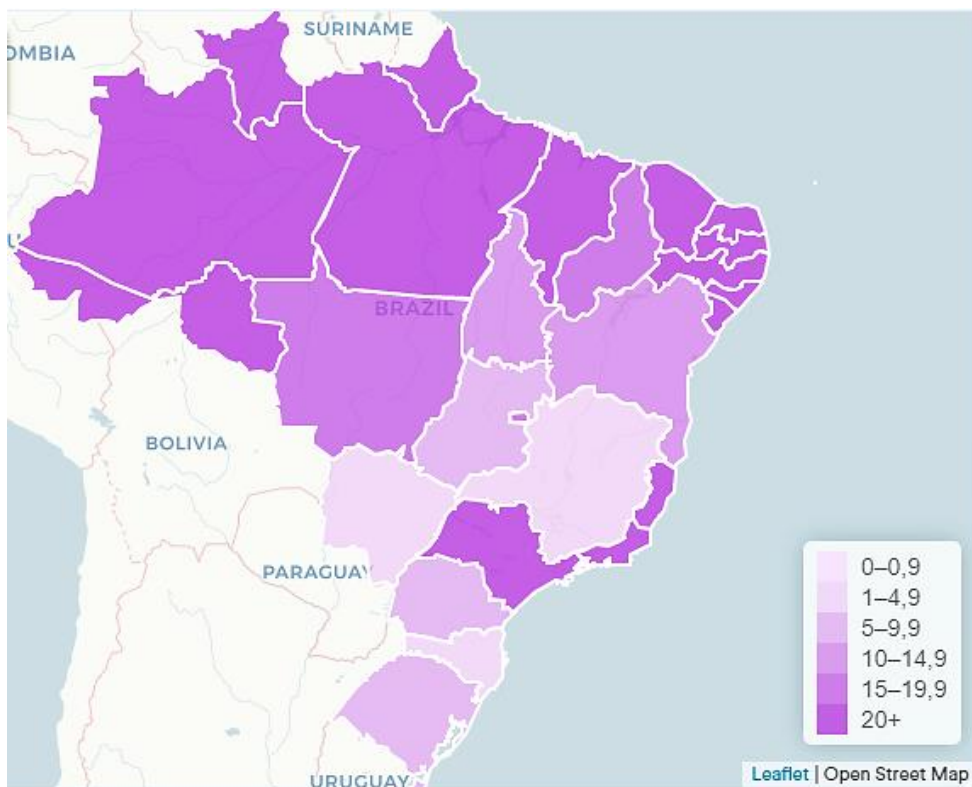 SURINAME
OMBIA
U
BRAZIL
BOLIVIA
PARAGUAY
URUGUAY
0–0,9
1–4,9
5–9,9
10–14,9
15–19,9
20+
Leaflet | Open Street Map